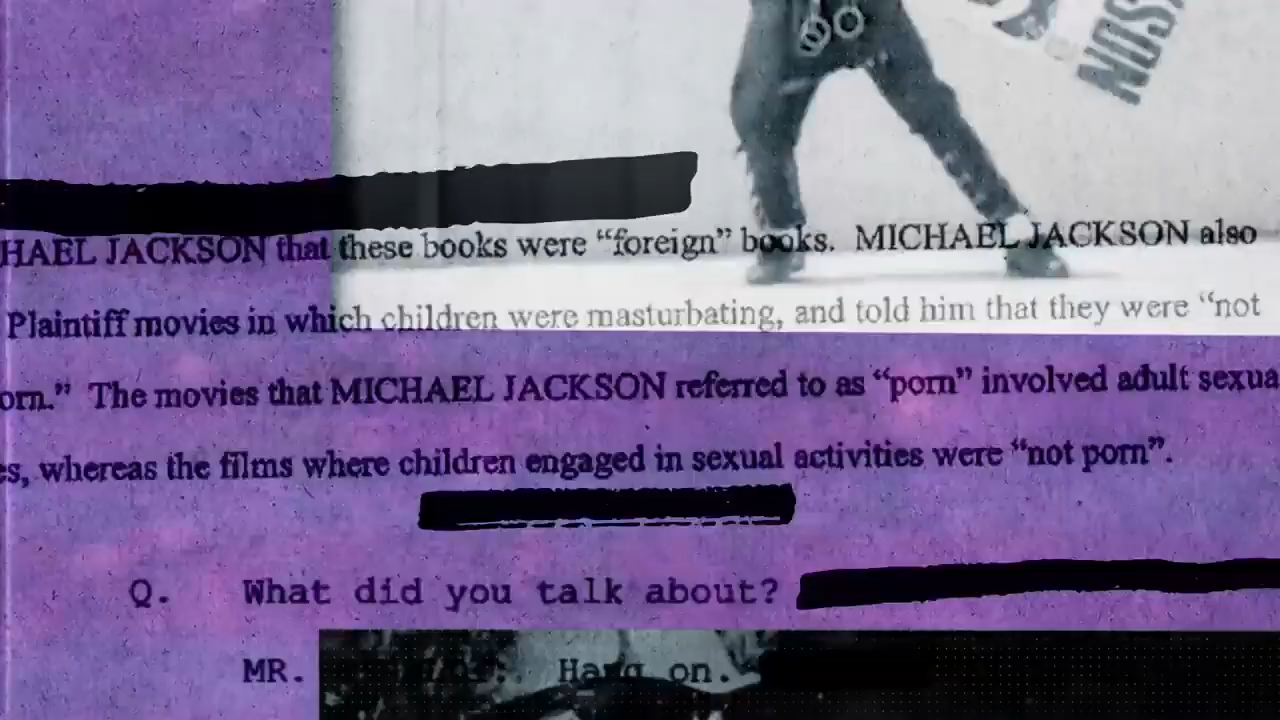 NOSON
HAEL JACKSON that these books were “foreign” books. MICHAEL JACKSON also
Plaintiff movies in which children were masturbating, and told him that they were “not
orn.” The movies that MICHAEL JACKSON referred to as “porn” involved adult sexua
es, whereas the films where children engaged in sexual activities were “not porn”.
Q. What did you talk about?
MR. Hang on.